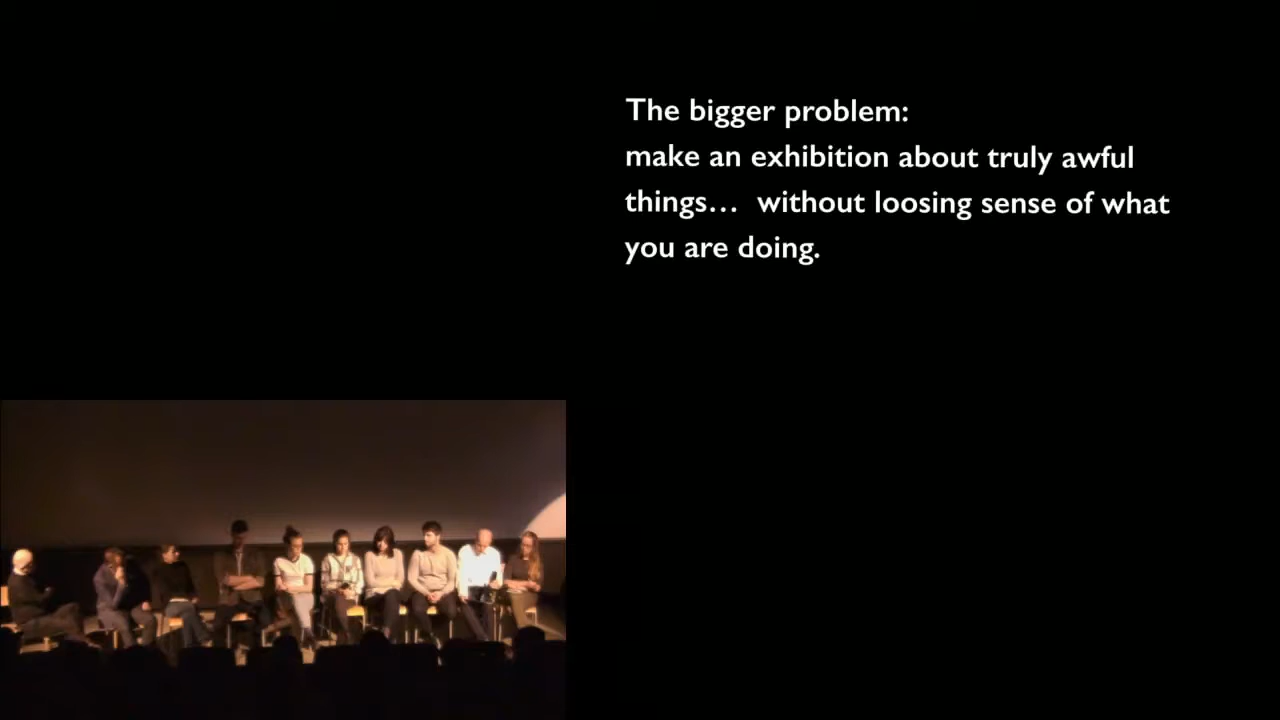 The bigger problem:
make an exhibition about truly awful
things…  without loosing sense of what
you are doing.